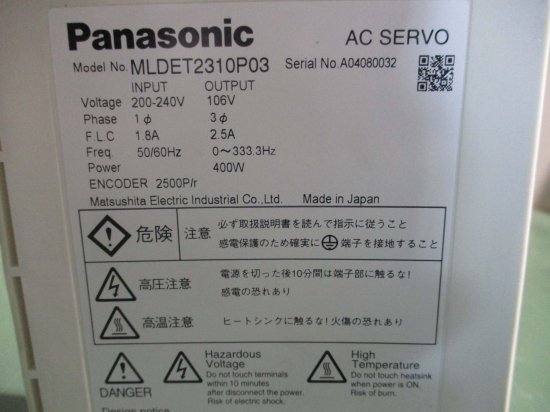 Panasonic AC SERVO
Model No. MLDET2310P03 Serial No. A04080032
INPUT OUTPUT
Voltage 200-240V 106V
Phase 1ϕ 3ϕ
F.L.C 1.8A 2.5A
Freq. 50/60Hz 0～333.3Hz
Power 400W
ENCODER 2500P/r
Matsushita Electric Industrial Co.,Ltd. Made in Japan
危険 注意 必ず取扱説明書を読んで指示に従うこと
感電保護のため確実に 端子を接地すること
高圧注意 電源を切った後10分間は端子部に触るな!
感電の恐れあり
高温注意 ヒートシンクに触るな!火傷の恐れあり
DANGER
Hazardous
Voltage
Do not touch terminals
within 10 minutes
after disconnect the power.
Risk of electric shock.
High
Temperature
Do not touch heatsink
when power is ON.
Risk of burn.
Design notice